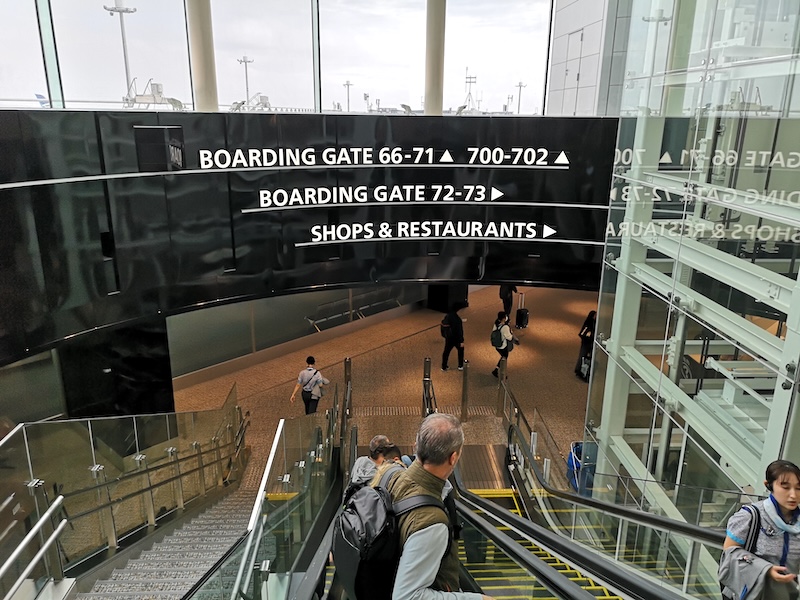 BOARDING GATE 66-71▲ 700-702▲
BOARDING GATE 72-73▶
SHOPS & RESTAURANTS▶